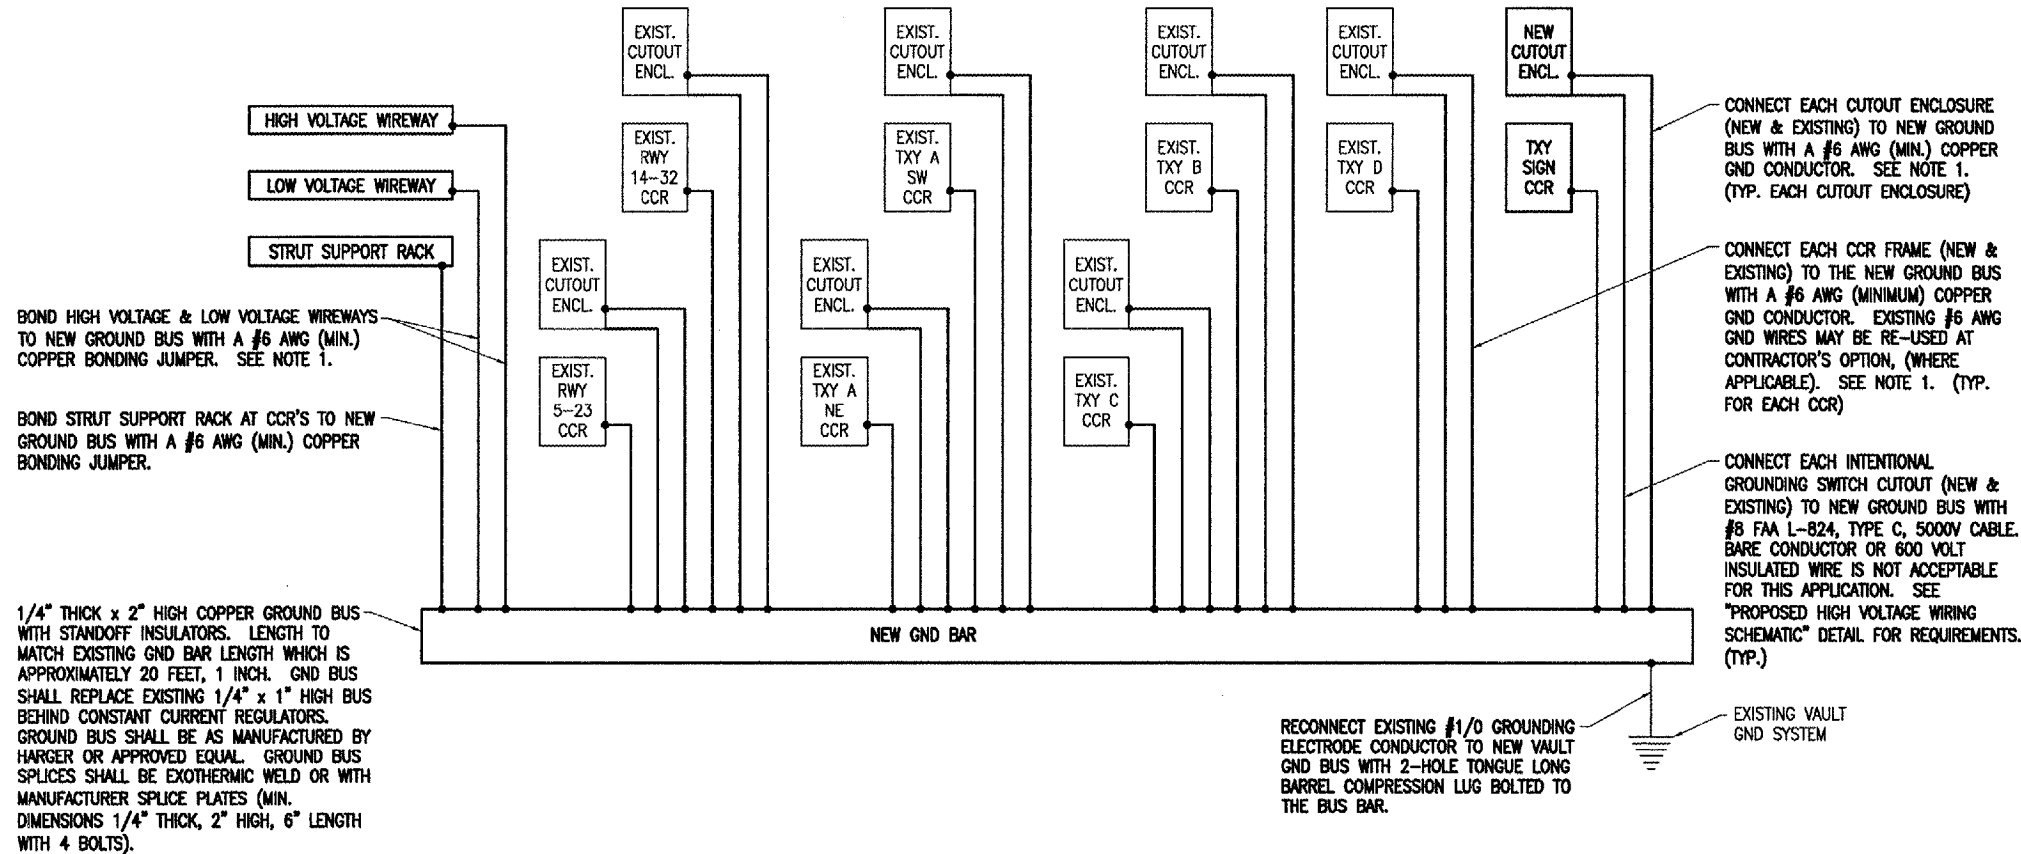 EXIST.
CUTOUT
ENCL.
EXIST.
CUTOUT
ENCL.
EXIST.
CUTOUT
ENCL.
EXIST.
CUTOUT
ENCL.
NEW
CUTOUT
ENCL.
HIGH VOLTAGE WIREWAY
LOW VOLTAGE WIREWAY
STRUT SUPPORT RACK
EXIST.
RWY
14-32
CCR
EXIST.
TXY A
SW
CCR
EXIST.
TXY B
CCR
EXIST.
TXY D
CCR
TXY
SIGN
CCR
EXIST.
CUTOUT
ENCL.
EXIST.
CUTOUT
ENCL.
EXIST.
CUTOUT
ENCL.
EXIST.
RWY
5-23
CCR
EXIST.
TXY A
NE
CCR
EXIST.
TXY C
CCR
BOND HIGH VOLTAGE & LOW VOLTAGE WIREWAYS
TO NEW GROUND BUS WITH A #6 AWG (MIN.)
COPPER BONDING JUMPER. SEE NOTE 1.
BOND STRUT SUPPORT RACK AT CCR'S TO NEW
GROUND BUS WITH A #6 AWG (MIN.) COPPER
BONDING JUMPER.
1/4" THICK x 2" HIGH COPPER GROUND BUS
WITH STANDOFF INSULATORS. LENGTH TO
MATCH EXISTING GND BAR LENGTH WHICH IS
APPROXIMATELY 20 FEET, 1 INCH. GND BUS
SHALL REPLACE EXISTING 1/4" x 1" HIGH BUS
BEHIND CONSTANT CURRENT REGULATORS.
GROUND BUS SHALL BE AS MANUFACTURED BY
HARGER OR APPROVED EQUAL. GROUND BUS
SPLICES SHALL BE EXOTHERMIC WELD OR WITH
MANUFACTURER SPLICE PLATES (MIN.
DIMENSIONS 1/4" THICK, 2" HIGH, 6" LENGTH
WITH 4 BOLTS).
NEW GND BAR
CONNECT EACH CUTOUT ENCLOSURE
(NEW & EXISTING) TO NEW GROUND
BUS WITH A #6 AWG (MIN.) COPPER
GND CONDUCTOR. SEE NOTE 1.
(TYP. EACH CUTOUT ENCLOSURE)
CONNECT EACH CCR FRAME (NEW &
EXISTING) TO THE NEW GROUND BUS
WITH A #6 AWG (MINIMUM) COPPER
GND CONDUCTOR. EXISTING #6 AWG
GND WIRES MAY BE RE-USED AT
CONTRACTOR'S OPTION, (WHERE
APPLICABLE). SEE NOTE 1. (TYP.
FOR EACH CCR)
CONNECT EACH INTENTIONAL
GROUNDING SWITCH CUTOUT (NEW &
EXISTING) TO NEW GROUND BUS WITH
#8 FAA L-824, TYPE C, 5000V CABLE.
BARE CONDUCTOR OR 600 VOLT
INSULATED WIRE IS NOT ACCEPTABLE
FOR THIS APPLICATION. SEE
"PROPOSED HIGH VOLTAGE WIRING
SCHEMATIC" DETAIL FOR REQUIREMENTS.
(TYP.)
RECONNECT EXISTING #1/0 GROUNDING
ELECTRODE CONDUCTOR TO NEW VAULT
GND BUS WITH 2-HOLE TONGUE LONG
BARREL COMPRESSION LUG BOLTED TO
THE BUS BAR.
EXISTING VAULT
GND SYSTEM